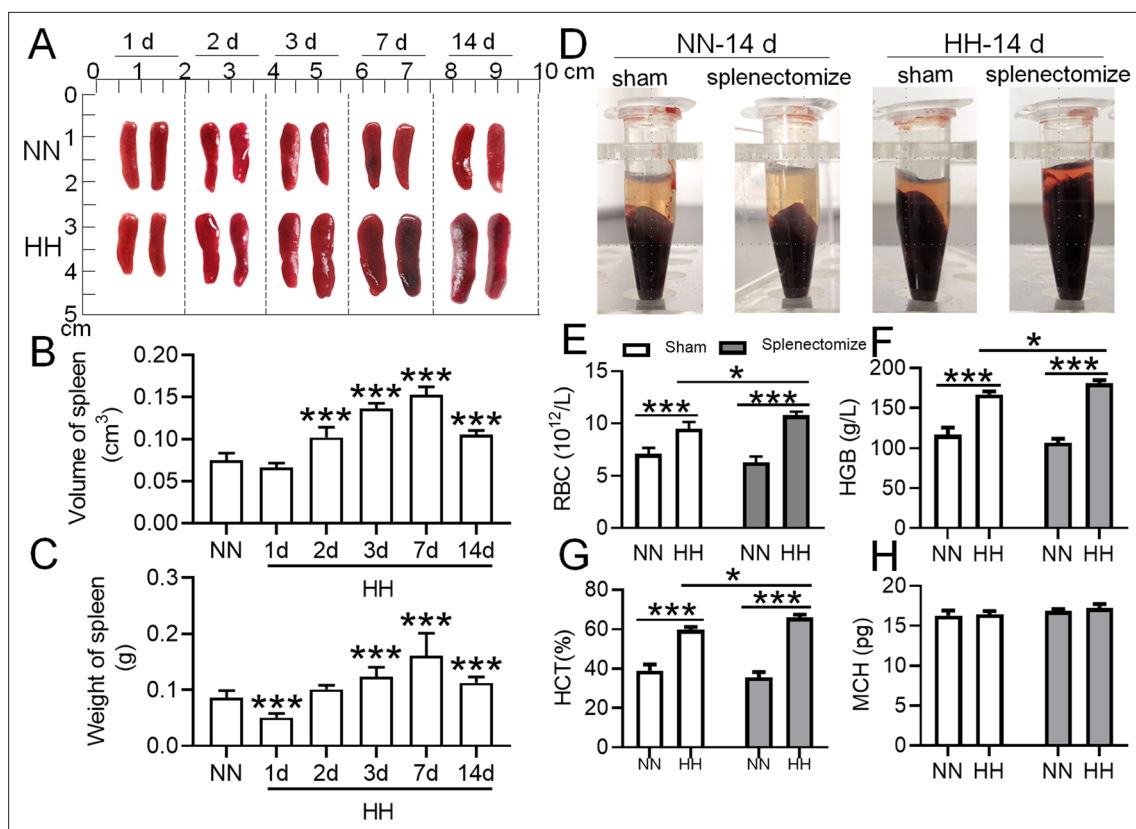 A
1 d 2 d 3 d 7 d 14 d
0 1 2 3 4 5 6 7 8 9 10 cm
0
1
2
3
4
5
cm
NN
HH
D
NN-14 d HH-14 d
sham splenectomize sham splenectomize
B
Volume of spleen
(cm³)
0.20
0.15
0.10
0.05
0.00
*** *** *** ***
NN 1d 2d 3d 7d 14d
HH
C
Weight of spleen
(g)
0.3
0.2
0.1
0.0
*** *** *** ***
NN 1d 2d 3d 7d 14d
HH
E
Sham Splenectomize
RBC (10¹²/L)
15
10
5
0
*
*** ***
NN HH NN HH
F
HGB (g/L)
200
150
100
50
0
*
*** ***
NN HH NN HH
G
HCT(%)
80
60
40
20
0
*
*** ***
NN HH NN HH
H
MCH (pg)
20
15
10
5
0
NN HH NN HH